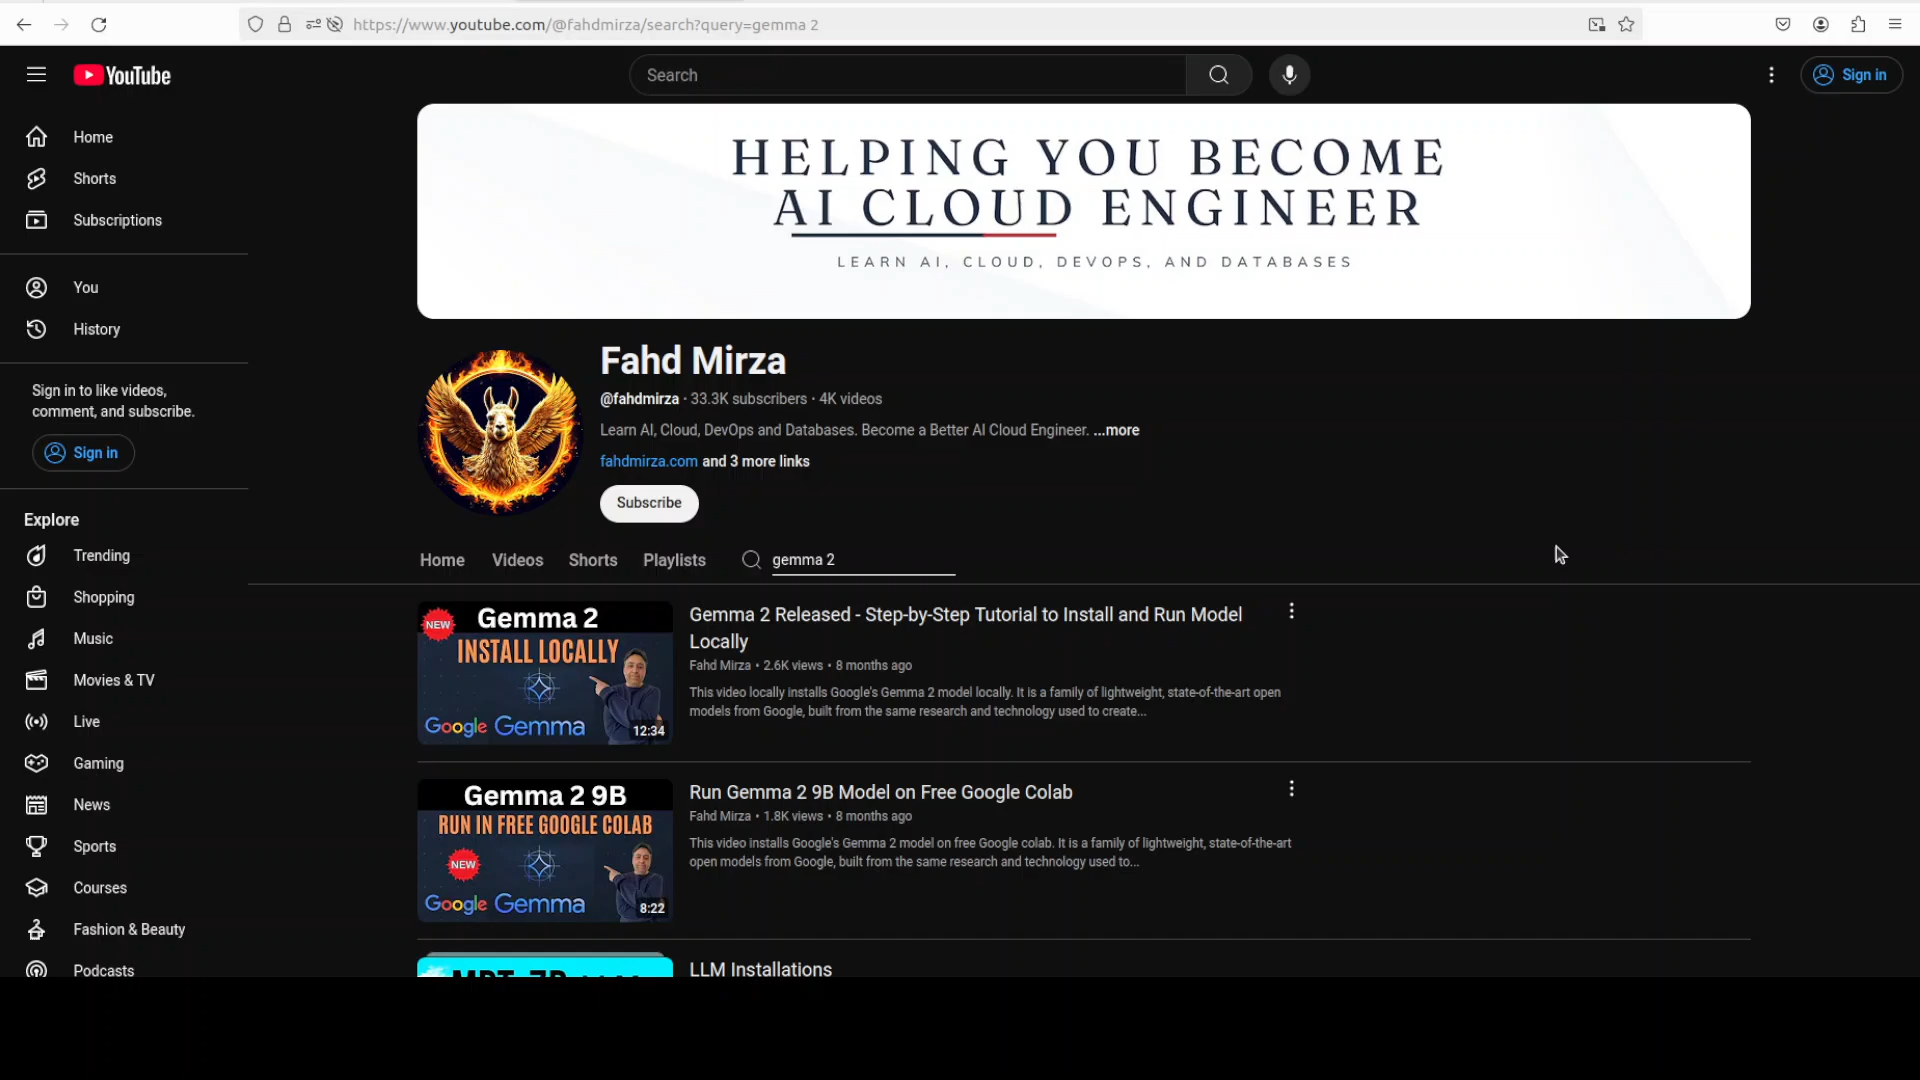 https://www.youtube.com/@fahdmirza/search?query=gemma 2
YouTube
Search
Sign in
Home
Shorts
Subscriptions
You
History
Sign in to like videos,
comment, and subscribe.
Sign in
Explore
Trending
Shopping
Music
Movies & TV
Live
Gaming
News
Sports
Courses
Fashion & Beauty
Podcasts
HELPING YOU BECOME
AI CLOUD ENGINEER
LEARN AI, CLOUD, DEVOPS, AND DATABASES
Fahd Mirza
@fahdmirza · 33.3K subscribers · 4K videos
Learn AI, Cloud, DevOps and Databases. Become a Better AI Cloud Engineer. ...more
fahdmirza.com and 3 more links
Subscribe
Home Videos Shorts Playlists gemma 2
Gemma 2
NEW
INSTALL LOCALLY
Google Gemma
12:34
Gemma 2 Released - Step-by-Step Tutorial to Install and Run Model
Locally
Fahd Mirza • 2.6K views • 8 months ago
This video locally installs Google's Gemma 2 model locally. It is a family of lightweight, state-of-the-art open
models from Google, built from the same research and technology used to create...
Gemma 2 9B
RUN IN FREE GOOGLE COLAB
NEW
Google Gemma
8:22
Run Gemma 2 9B Model on Free Google Colab
Fahd Mirza • 1.8K views • 8 months ago
This video installs Google's Gemma 2 model on free Google colab. It is a family of lightweight, state-of-the-art
open models from Google, built from the same research and technology used to...
LLM Installations